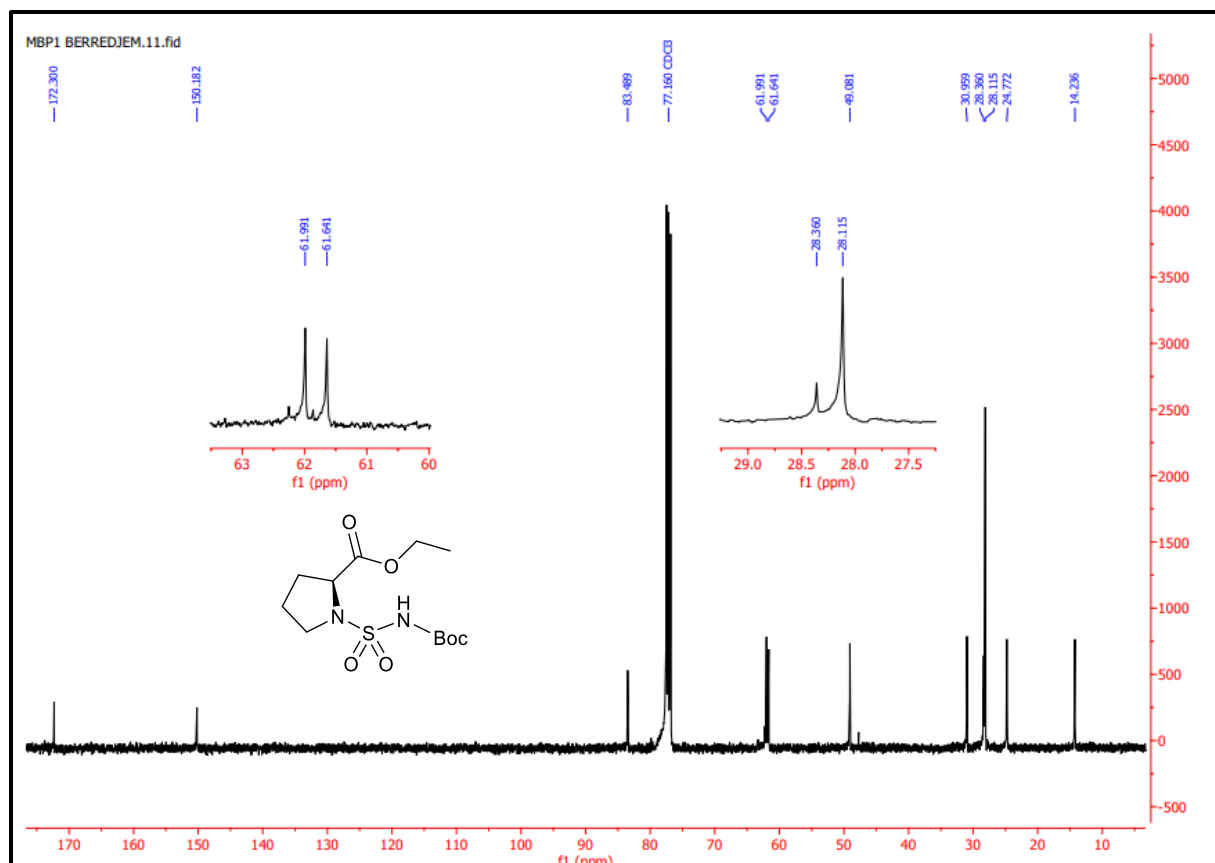 MBP1 BERREDJEM.11.fid
172.300
150.182
83.489
77.160 CDCl3
61.991
61.641
49.081
30.959
28.360
28.115
24.772
14.236
61.991
61.641
63 62 61 60
f1 (ppm)
28.360
28.115
29.0 28.5 28.0 27.5
f1 (ppm)
O
O
N
H
N
S
Boc
O O
5000
4500
4000
3500
3000
2500
2000
1500
1000
500
0
-500
170 160 150 140 130 120 110 100 90 80 70 60 50 40 30 20 10
f1 (ppm)